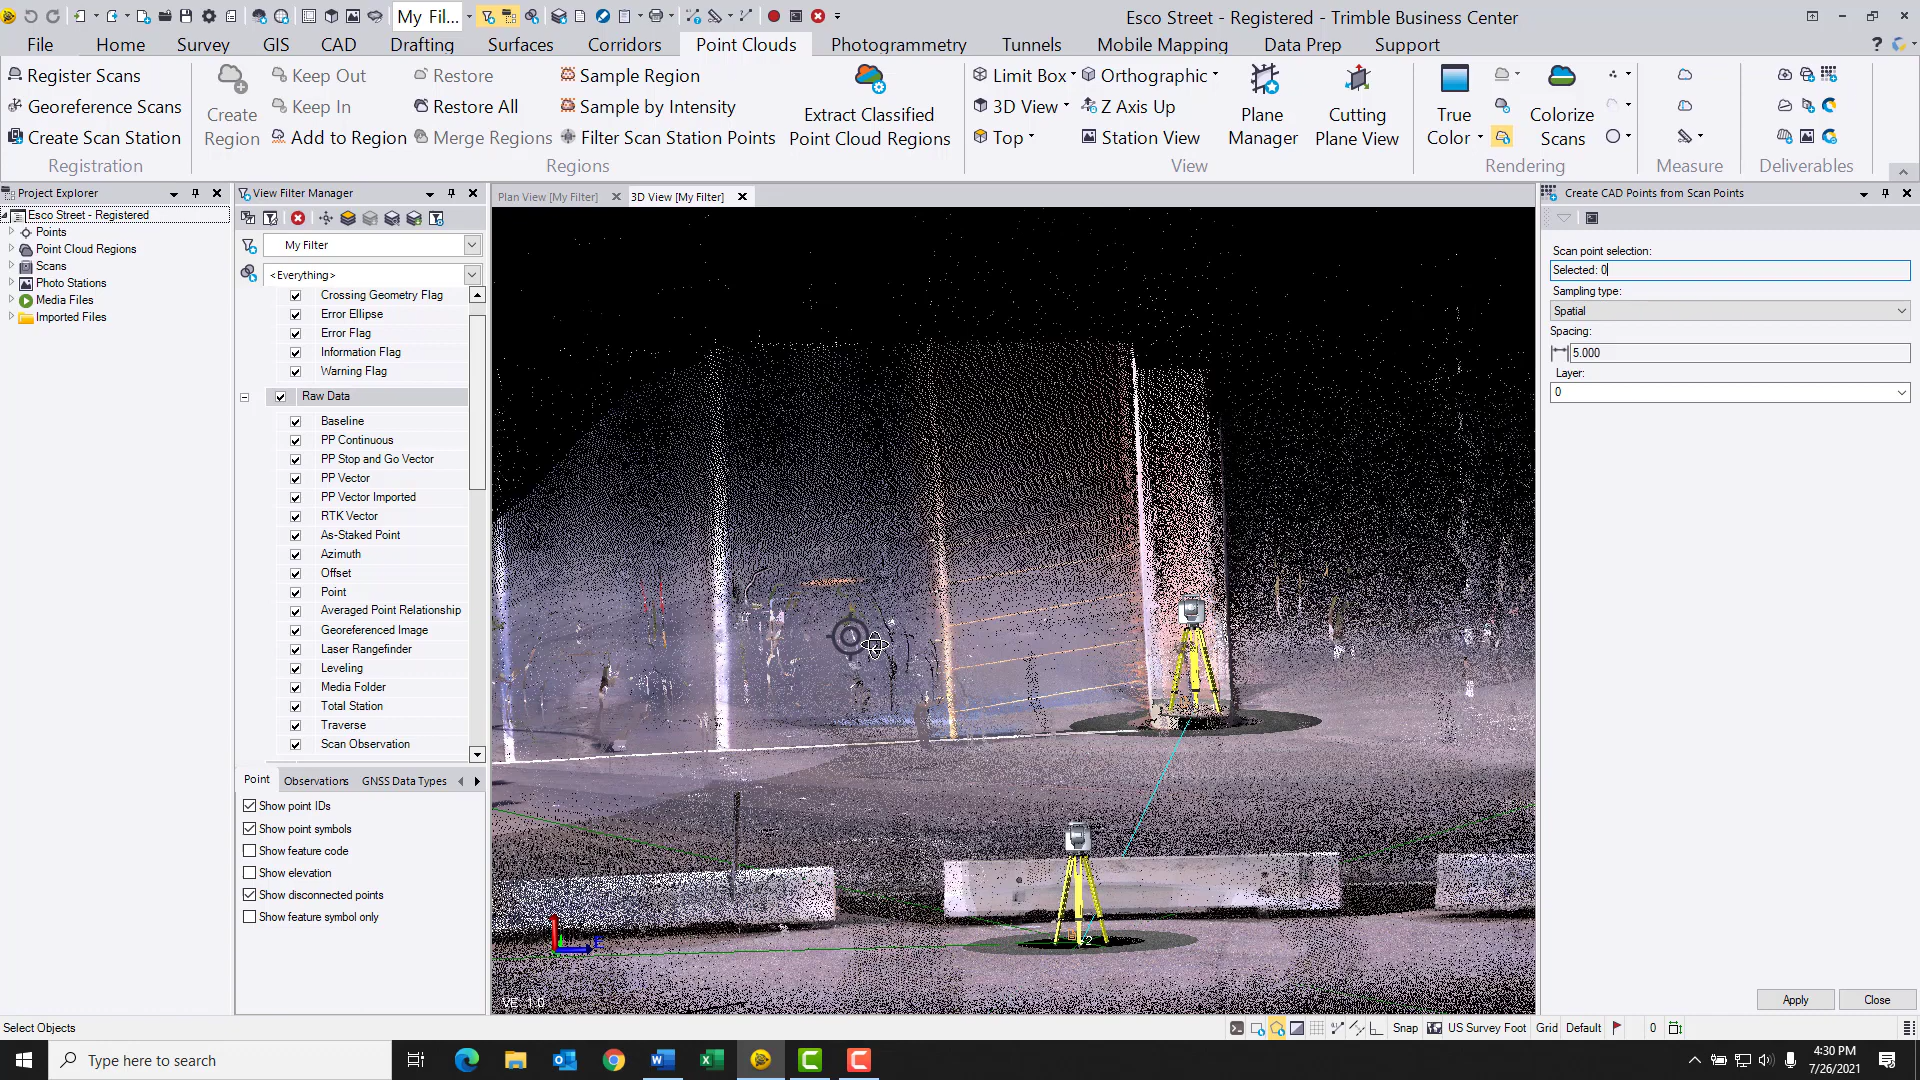 My Fil...
Esco Street - Registered - Trimble Business Center
File Home Survey GIS CAD Drafting Surfaces Corridors Point Clouds Photogrammetry Tunnels Mobile Mapping Data Prep Support
Register Scans
Georeference Scans
Create Scan Station
Registration
Create Region
Keep Out
Keep In
Add to Region
Restore
Restore All
Merge Regions
Sample Region
Sample by Intensity
Filter Scan Station Points
Extract Classified
Point Cloud Regions
Regions
Limit Box
3D View
Top
Orthographic
Z Axis Up
Station View
Plane
Manager
Cutting
Plane View
View
True
Color
Colorize
Scans
Rendering
Measure
Deliverables
Project Explorer
Esco Street - Registered
Points
Point Cloud Regions
Scans
Photo Stations
Media Files
Imported Files
View Filter Manager
My Filter
<Everything>
Crossing Geometry Flag
Error Ellipse
Error Flag
Information Flag
Warning Flag
Raw Data
Baseline
PP Continuous
PP Stop and Go Vector
PP Vector
PP Vector Imported
RTK Vector
As-Staked Point
Azimuth
Offset
Point
Averaged Point Relationship
Georeferenced Image
Laser Rangefinder
Leveling
Media Folder
Total Station
Traverse
Scan Observation
Point Observations GNSS Data Types
Show point IDs
Show point symbols
Show feature code
Show elevation
Show disconnected points
Show feature symbol only
Plan View [My Filter]
3D View [My Filter]
2
E
VE: 1.0
Create CAD Points from Scan Points
Scan point selection:
Selected: 0
Sampling type:
Spatial
Spacing:
5.000
Layer:
0
Apply Close
Select Objects
Snap US Survey Foot Grid Default 0
Type here to search
4:30 PM
7/26/2021